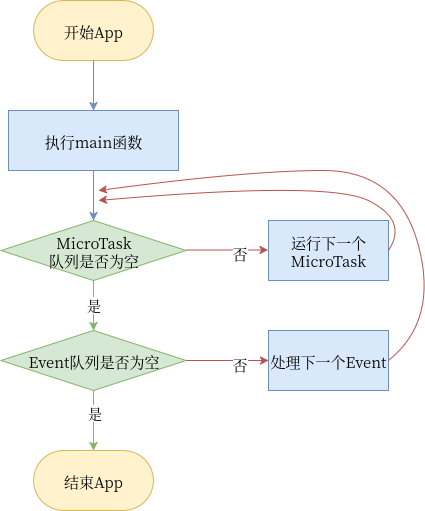 开始App
执行main函数
MicroTask
队列是否为空
否
运行下一个
MicroTask
是
Event队列是否为空
否
处理下一个Event
是
结束App